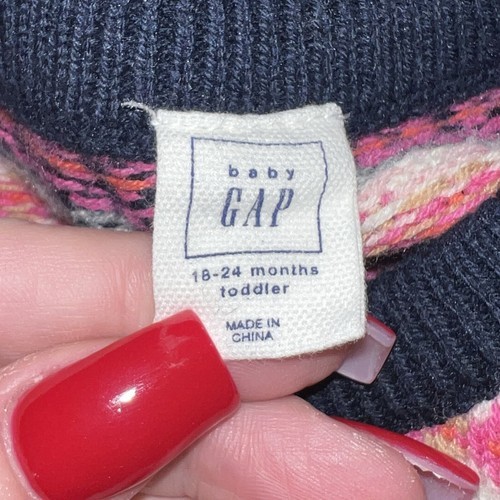 baby
GAP
18-24 months
toddler
MADE IN
CHINA